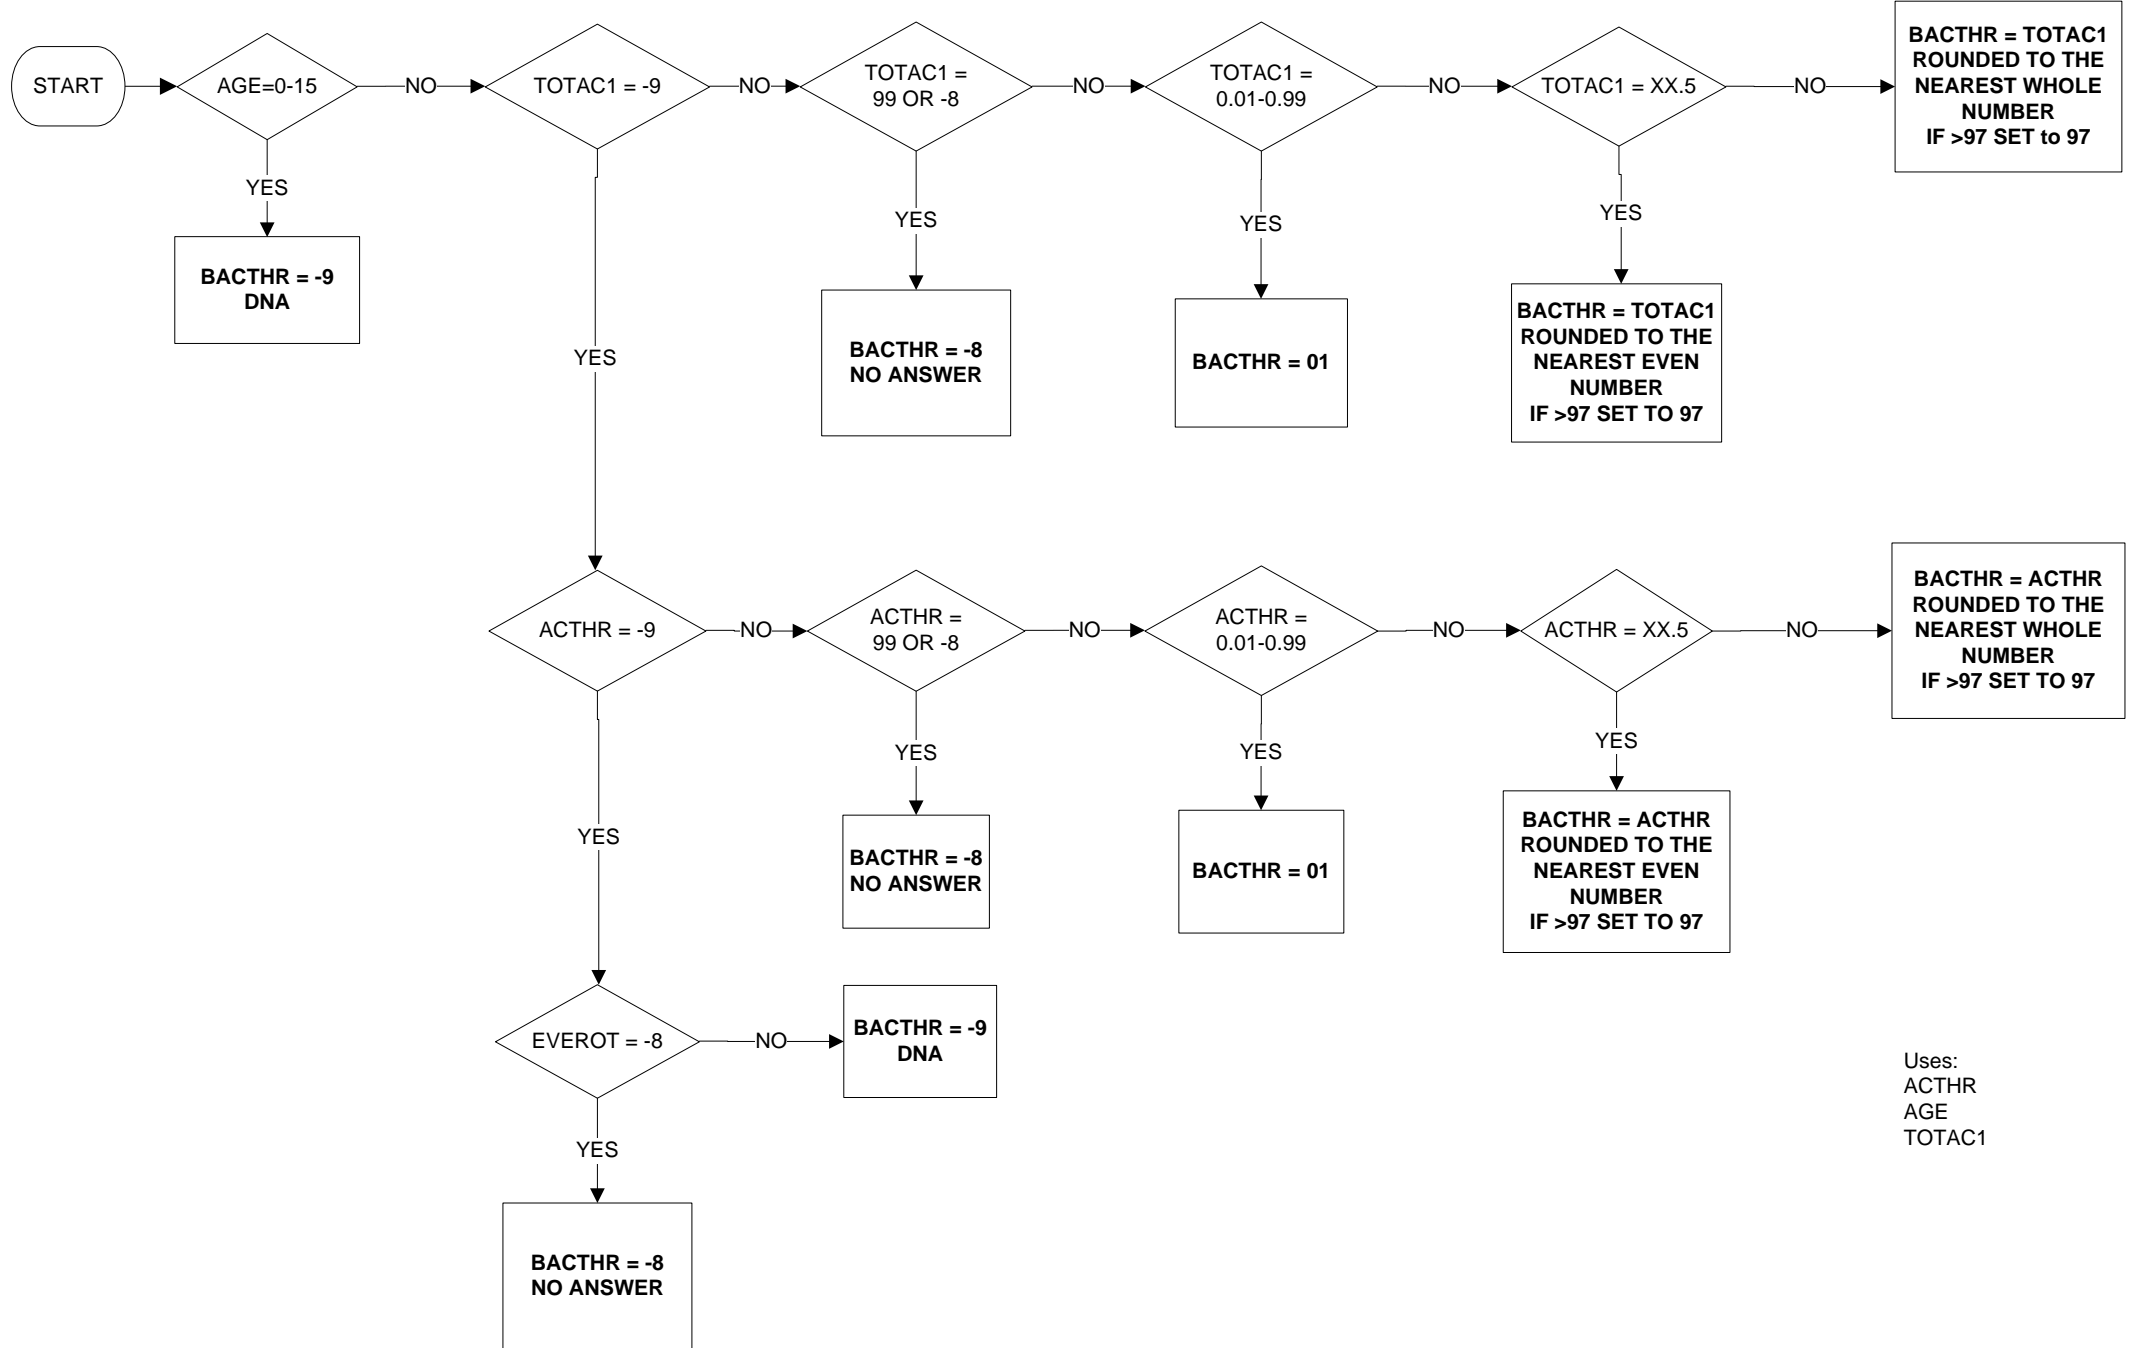 START
AGE=0-15
NO
TOTAC1 = -9
NO
TOTAC1 =
99 OR -8
NO
TOTAC1 =
0.01-0.99
NO
TOTAC1 = XX.5
NO
BACTHR = TOTAC1
ROUNDED TO THE
NEAREST WHOLE
NUMBER
IF >97 SET to 97
YES
YES
YES
YES
YES
BACTHR = -9
DNA
BACTHR = -8
NO ANSWER
BACTHR = 01
BACTHR = TOTAC1
ROUNDED TO THE
NEAREST EVEN
NUMBER
IF >97 SET TO 97
ACTHR = -9
NO
ACTHR =
99 OR -8
NO
ACTHR =
0.01-0.99
NO
ACTHR = XX.5
NO
BACTHR = ACTHR
ROUNDED TO THE
NEAREST WHOLE
NUMBER
IF >97 SET TO 97
YES
YES
YES
YES
BACTHR = -8
NO ANSWER
BACTHR = 01
BACTHR = ACTHR
ROUNDED TO THE
NEAREST EVEN
NUMBER
IF >97 SET TO 97
EVEROT = -8
NO
BACTHR = -9
DNA
YES
BACTHR = -8
NO ANSWER
Uses:
ACTHR
AGE
TOTAC1